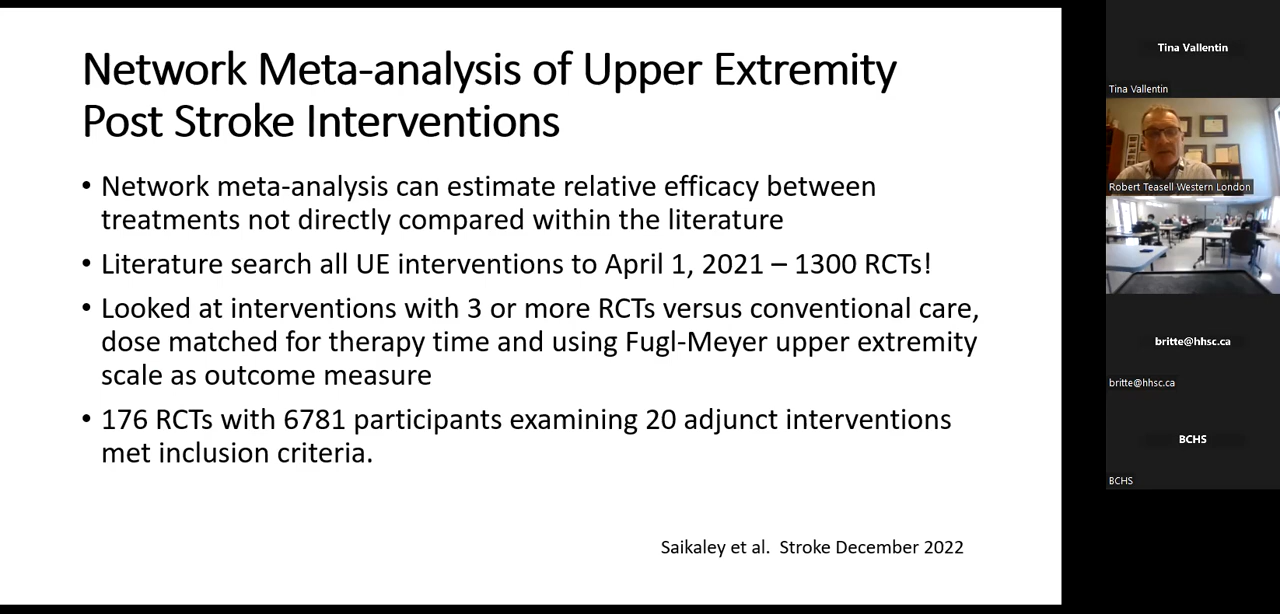 Network Meta-analysis of Upper Extremity
Post Stroke Interventions
• Network meta-analysis can estimate relative efficacy between
treatments not directly compared within the literature
• Literature search all UE interventions to April 1, 2021 – 1300 RCTs!
• Looked at interventions with 3 or more RCTs versus conventional care,
dose matched for therapy time and using Fugl-Meyer upper extremity
scale as outcome measure
• 176 RCTs with 6781 participants examining 20 adjunct interventions
met inclusion criteria.
Saikaley et al. Stroke December 2022
Tina Vallentin
Tina Vallentin
Robert Teasell Western London
britte@hhsc.ca
britte@hhsc.ca
BCHS
BCHS